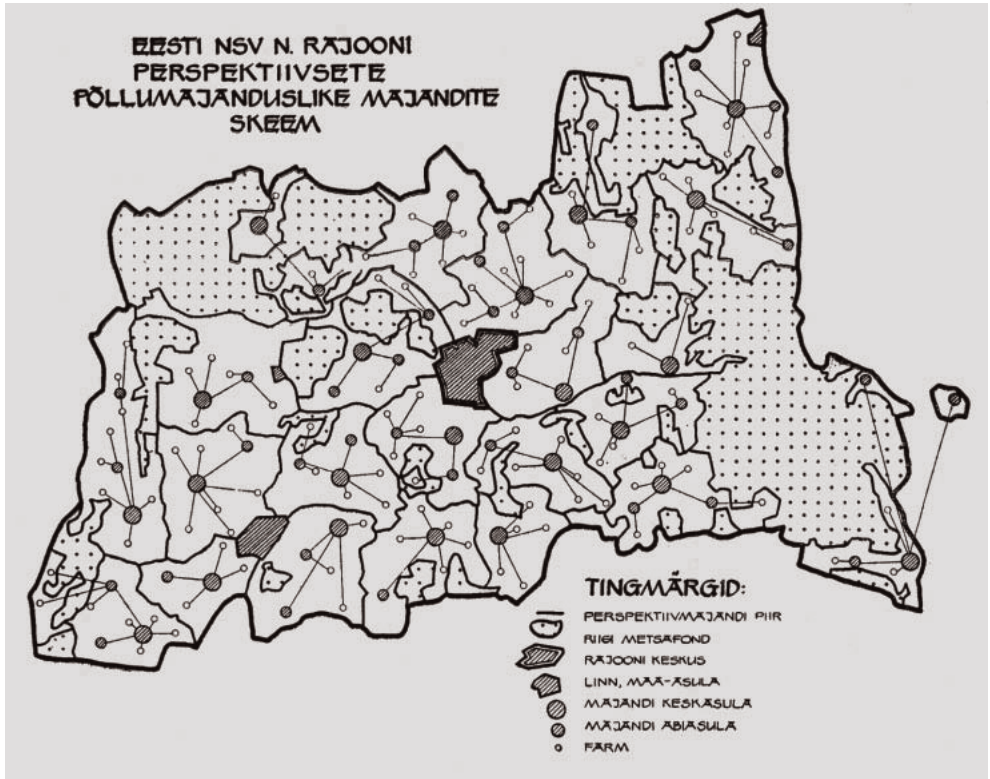 EESTI NSV N. RAJOONI
PERSPEKTIIVSETE
PÕLLUMAJANDUSLIKE MAJANDITE
SKEEM
TINGMÄRGID:
PERSPEKTIIVMAJANDI PIIR
RIIGI METSAFOND
RAJOONI KESKUS
LINN, MAA-ASULA
MAJANDI KESKASULA
MAJANDI ABIASULA
FARM